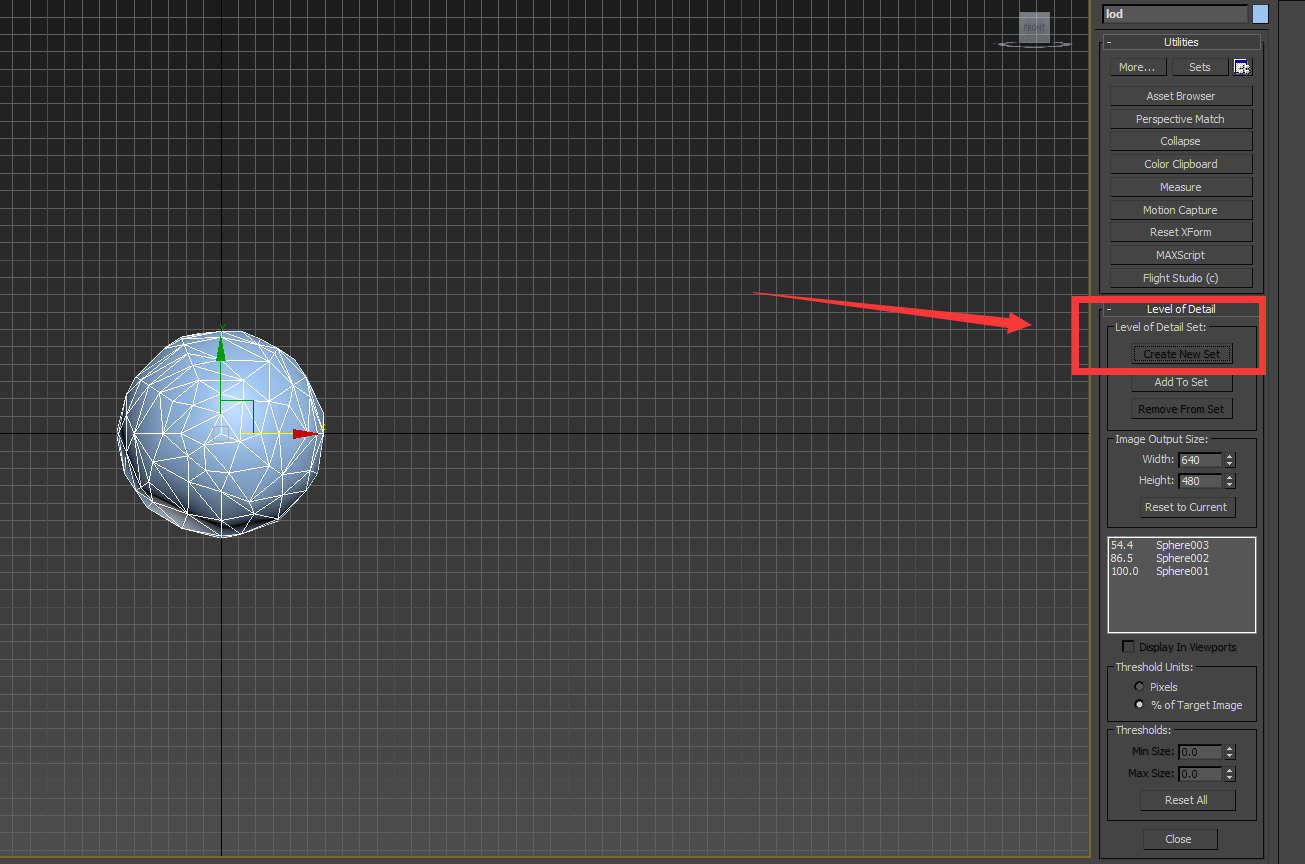 lod
FRONT
- Utilities
More... Sets
Asset Browser
Perspective Match
Collapse
Color Clipboard
Measure
Motion Capture
Reset XForm
MAXScript
Flight Studio (c)
- Level of Detail
Level of Detail Set:
Create New Set
Add To Set
Remove From Set
Image Output Size:
Width: 640
Height: 480
Reset to Current
54.4 Sphere003
86.5 Sphere002
100.0 Sphere001
Display In Viewports
Threshold Units:
Pixels
% of Target Image
Thresholds:
Min Size: 0.0
Max Size: 0.0
Reset All
Close